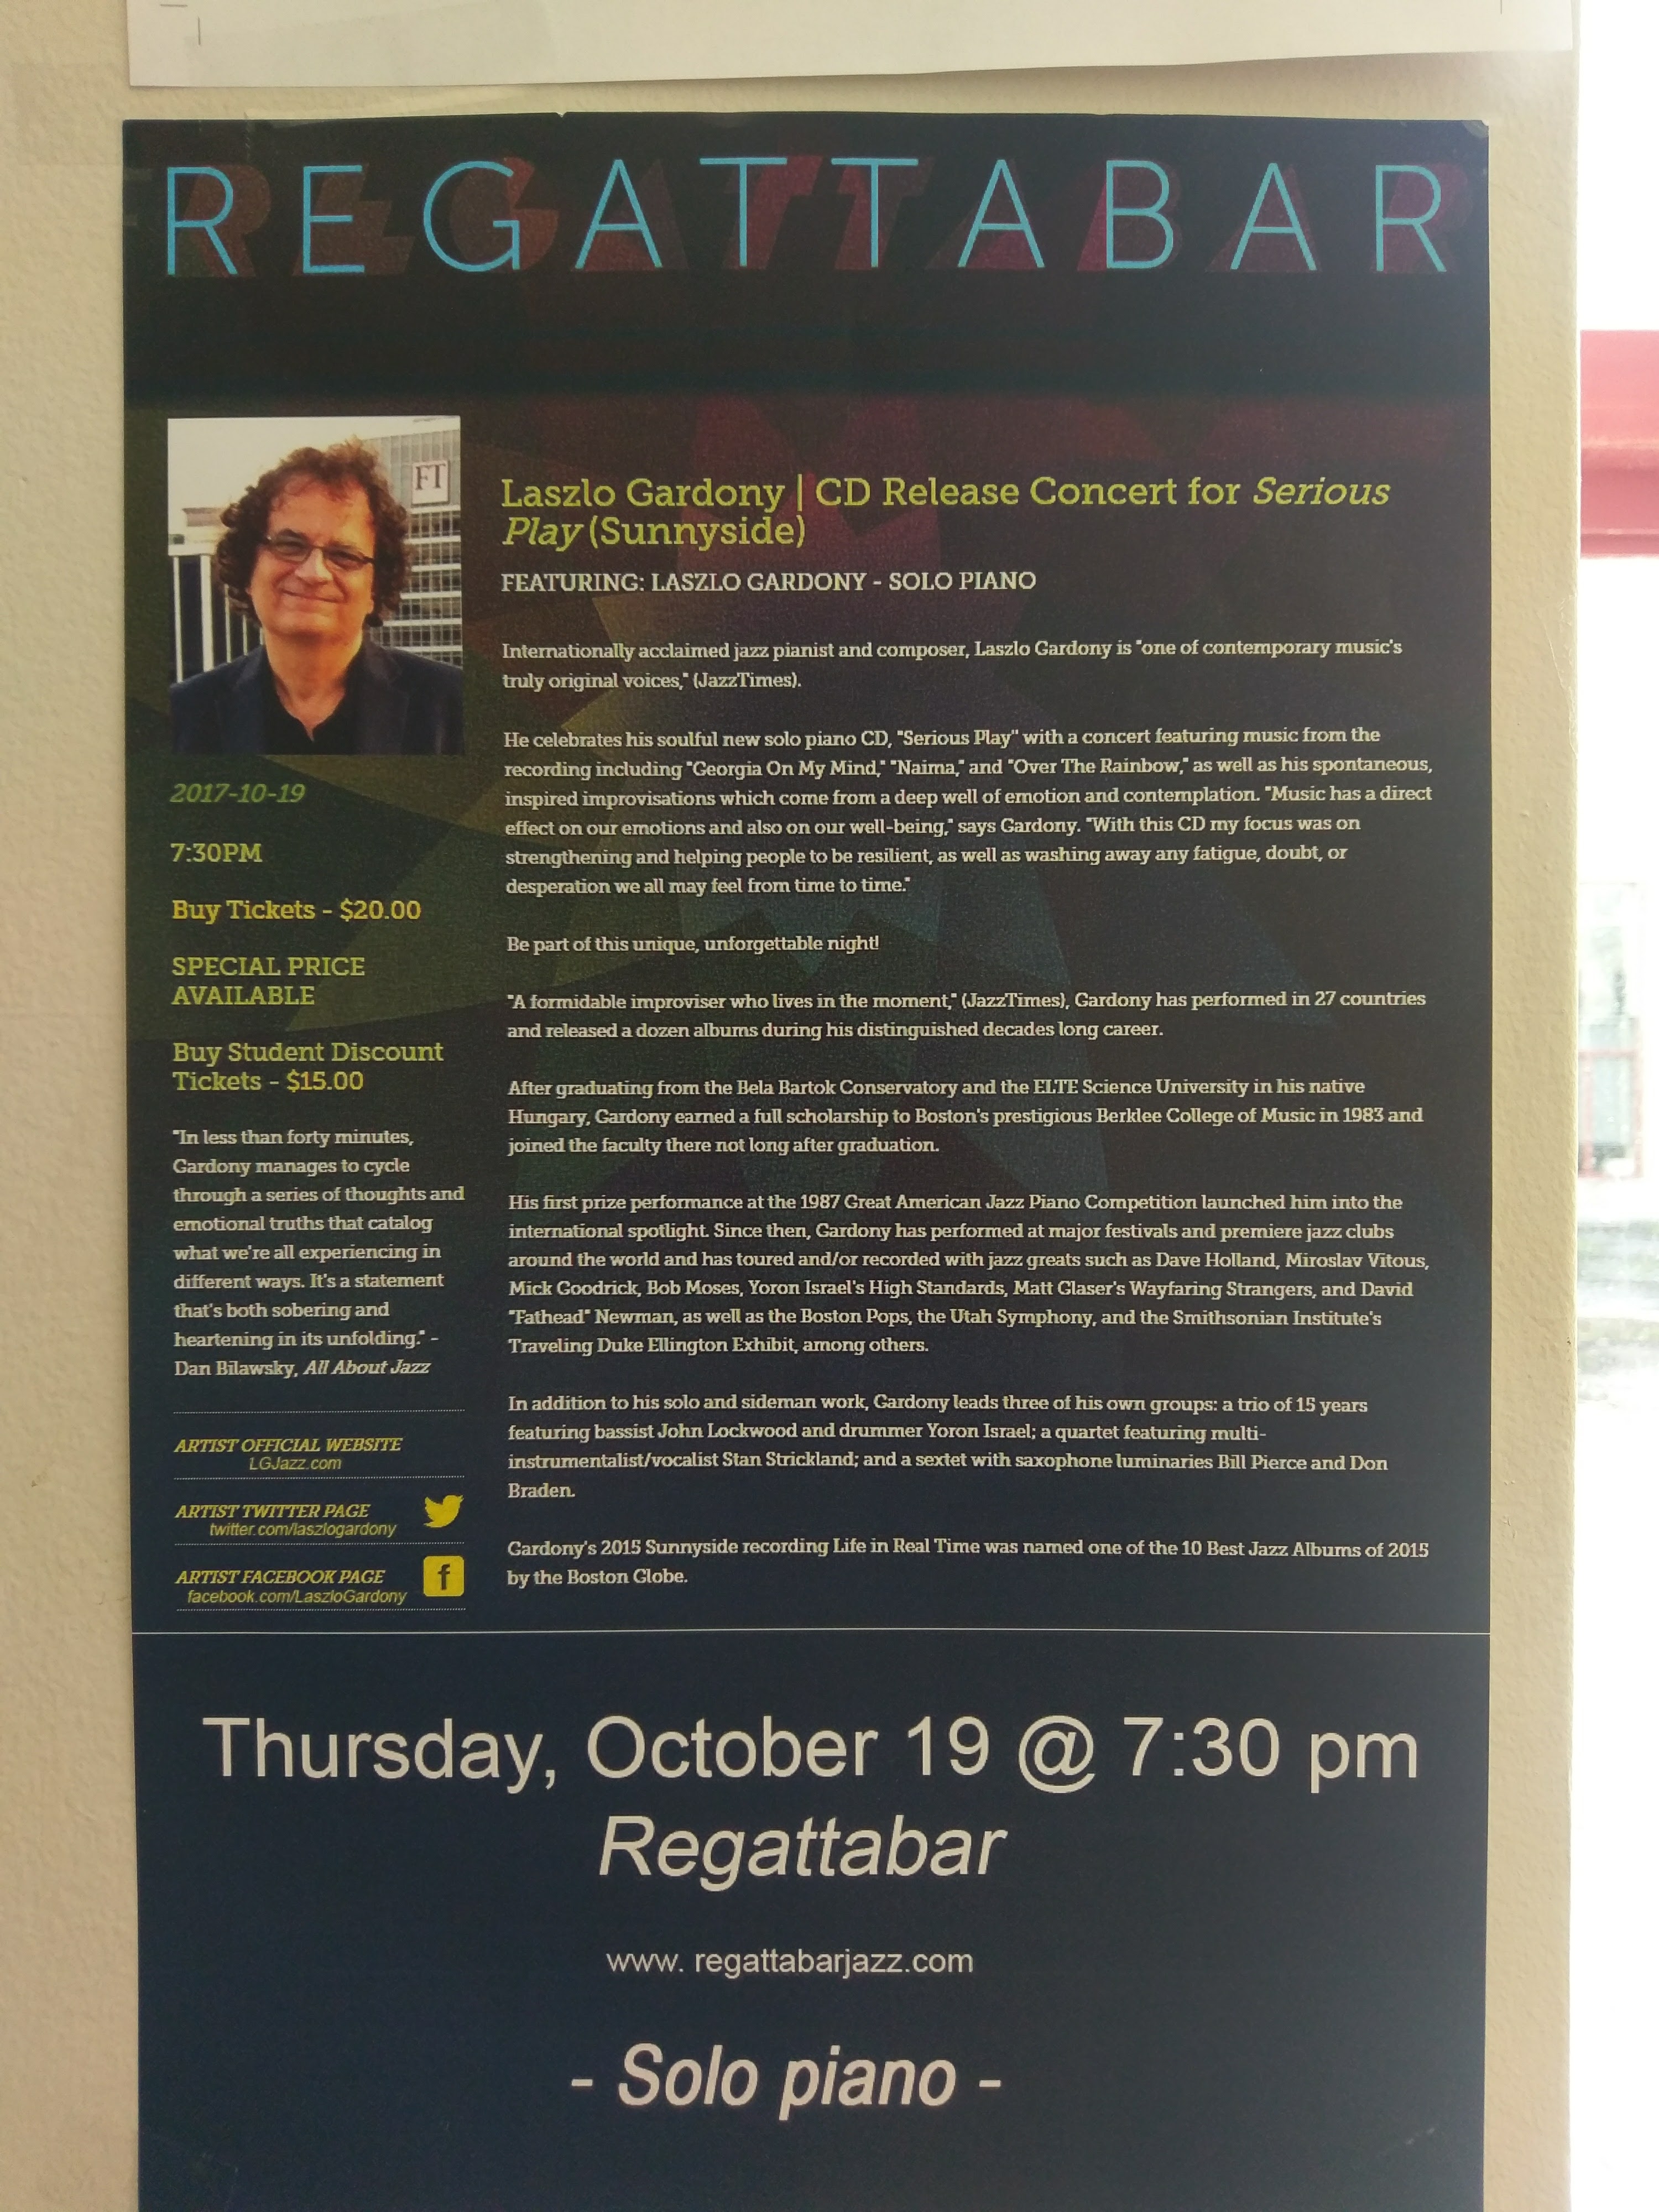 REGATTABAR
FT
2017-10-19
7:30PM
Buy Tickets - $20.00
SPECIAL PRICE
AVAILABLE
Buy Student Discount
Tickets - $15.00
"In less than forty minutes,
Gardony manages to cycle
through a series of thoughts and
emotional truths that catalog
what we're all experiencing in
different ways. It's a statement
that's both sobering and
heartening in its unfolding." -
Dan Bilawsky, All About Jazz
ARTIST OFFICIAL WEBSITE
LGJazz.com
ARTIST TWITTER PAGE
twitter.com/laszlogardony
ARTIST FACEBOOK PAGE
facebook.com/LaszloGardony
f
Laszlo Gardony | CD Release Concert for Serious
Play (Sunnyside)
FEATURING: LASZLO GARDONY - SOLO PIANO
Internationally acclaimed jazz pianist and composer, Laszlo Gardony is "one of contemporary music's
truly original voices," (JazzTimes).
He celebrates his soulful new solo piano CD, "Serious Play" with a concert featuring music from the
recording including "Georgia On My Mind," "Naima," and "Over The Rainbow," as well as his spontaneous,
inspired improvisations which come from a deep well of emotion and contemplation. "Music has a direct
effect on our emotions and also on our well-being," says Gardony. "With this CD my focus was on
strengthening and helping people to be resilient, as well as washing away any fatigue, doubt, or
desperation we all may feel from time to time."
Be part of this unique, unforgettable night!
"A formidable improviser who lives in the moment," (JazzTimes), Gardony has performed in 27 countries
and released a dozen albums during his distinguished decades long career.
After graduating from the Bela Bartok Conservatory and the ELTE Science University in his native
Hungary, Gardony earned a full scholarship to Boston's prestigious Berklee College of Music in 1983 and
joined the faculty there not long after graduation.
His first prize performance at the 1987 Great American Jazz Piano Competition launched him into the
international spotlight. Since then, Gardony has performed at major festivals and premiere jazz clubs
around the world and has toured and/or recorded with jazz greats such as Dave Holland, Miroslav Vitous,
Mick Goodrick, Bob Moses, Yoron Israel's High Standards, Matt Glaser's Wayfaring Strangers, and David
"Fathead" Newman, as well as the Boston Pops, the Utah Symphony, and the Smithsonian Institute's
Traveling Duke Ellington Exhibit, among others.
In addition to his solo and sideman work, Gardony leads three of his own groups: a trio of 15 years
featuring bassist John Lockwood and drummer Yoron Israel; a quartet featuring multi-
instrumentalist/vocalist Stan Strickland; and a sextet with saxophone luminaries Bill Pierce and Don
Braden.
Gardony's 2015 Sunnyside recording Life in Real Time was named one of the 10 Best Jazz Albums of 2015
by the Boston Globe.
Thursday, October 19 @ 7:30 pm
Regattabar
www. regattabarjazz.com
- Solo piano -